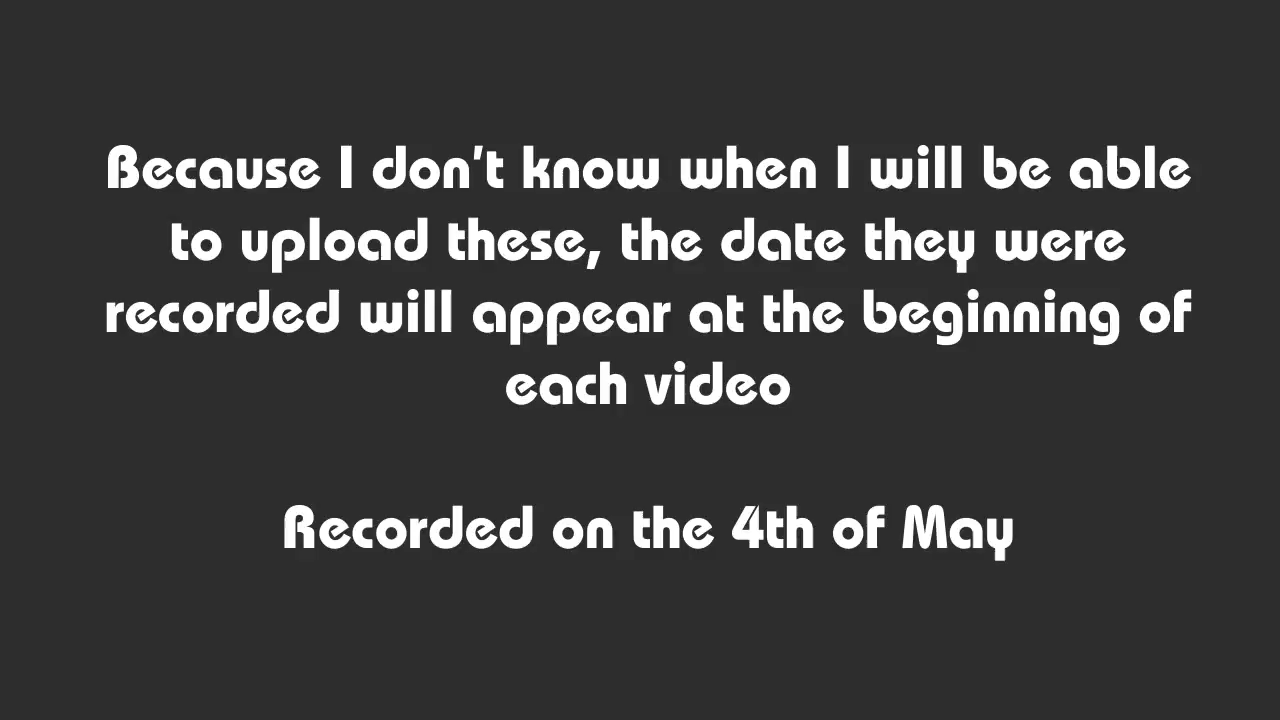 Because I don't know when I will be able
to upload these, the date they were
recorded will appear at the beginning of
each video
Recorded on the 4th of May